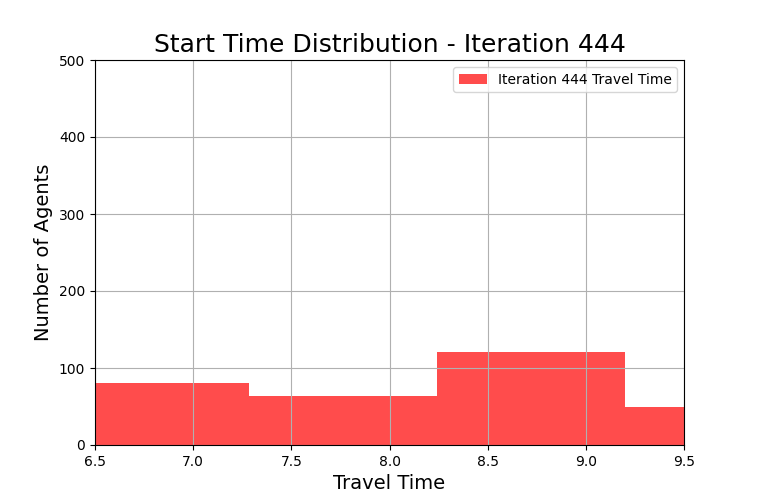 Start Time Distribution - Iteration 444
Iteration 444 Travel Time
Number of Agents
500
400
300
200
100
0
6.5 7.0 7.5 8.0 8.5 9.0 9.5
Travel Time